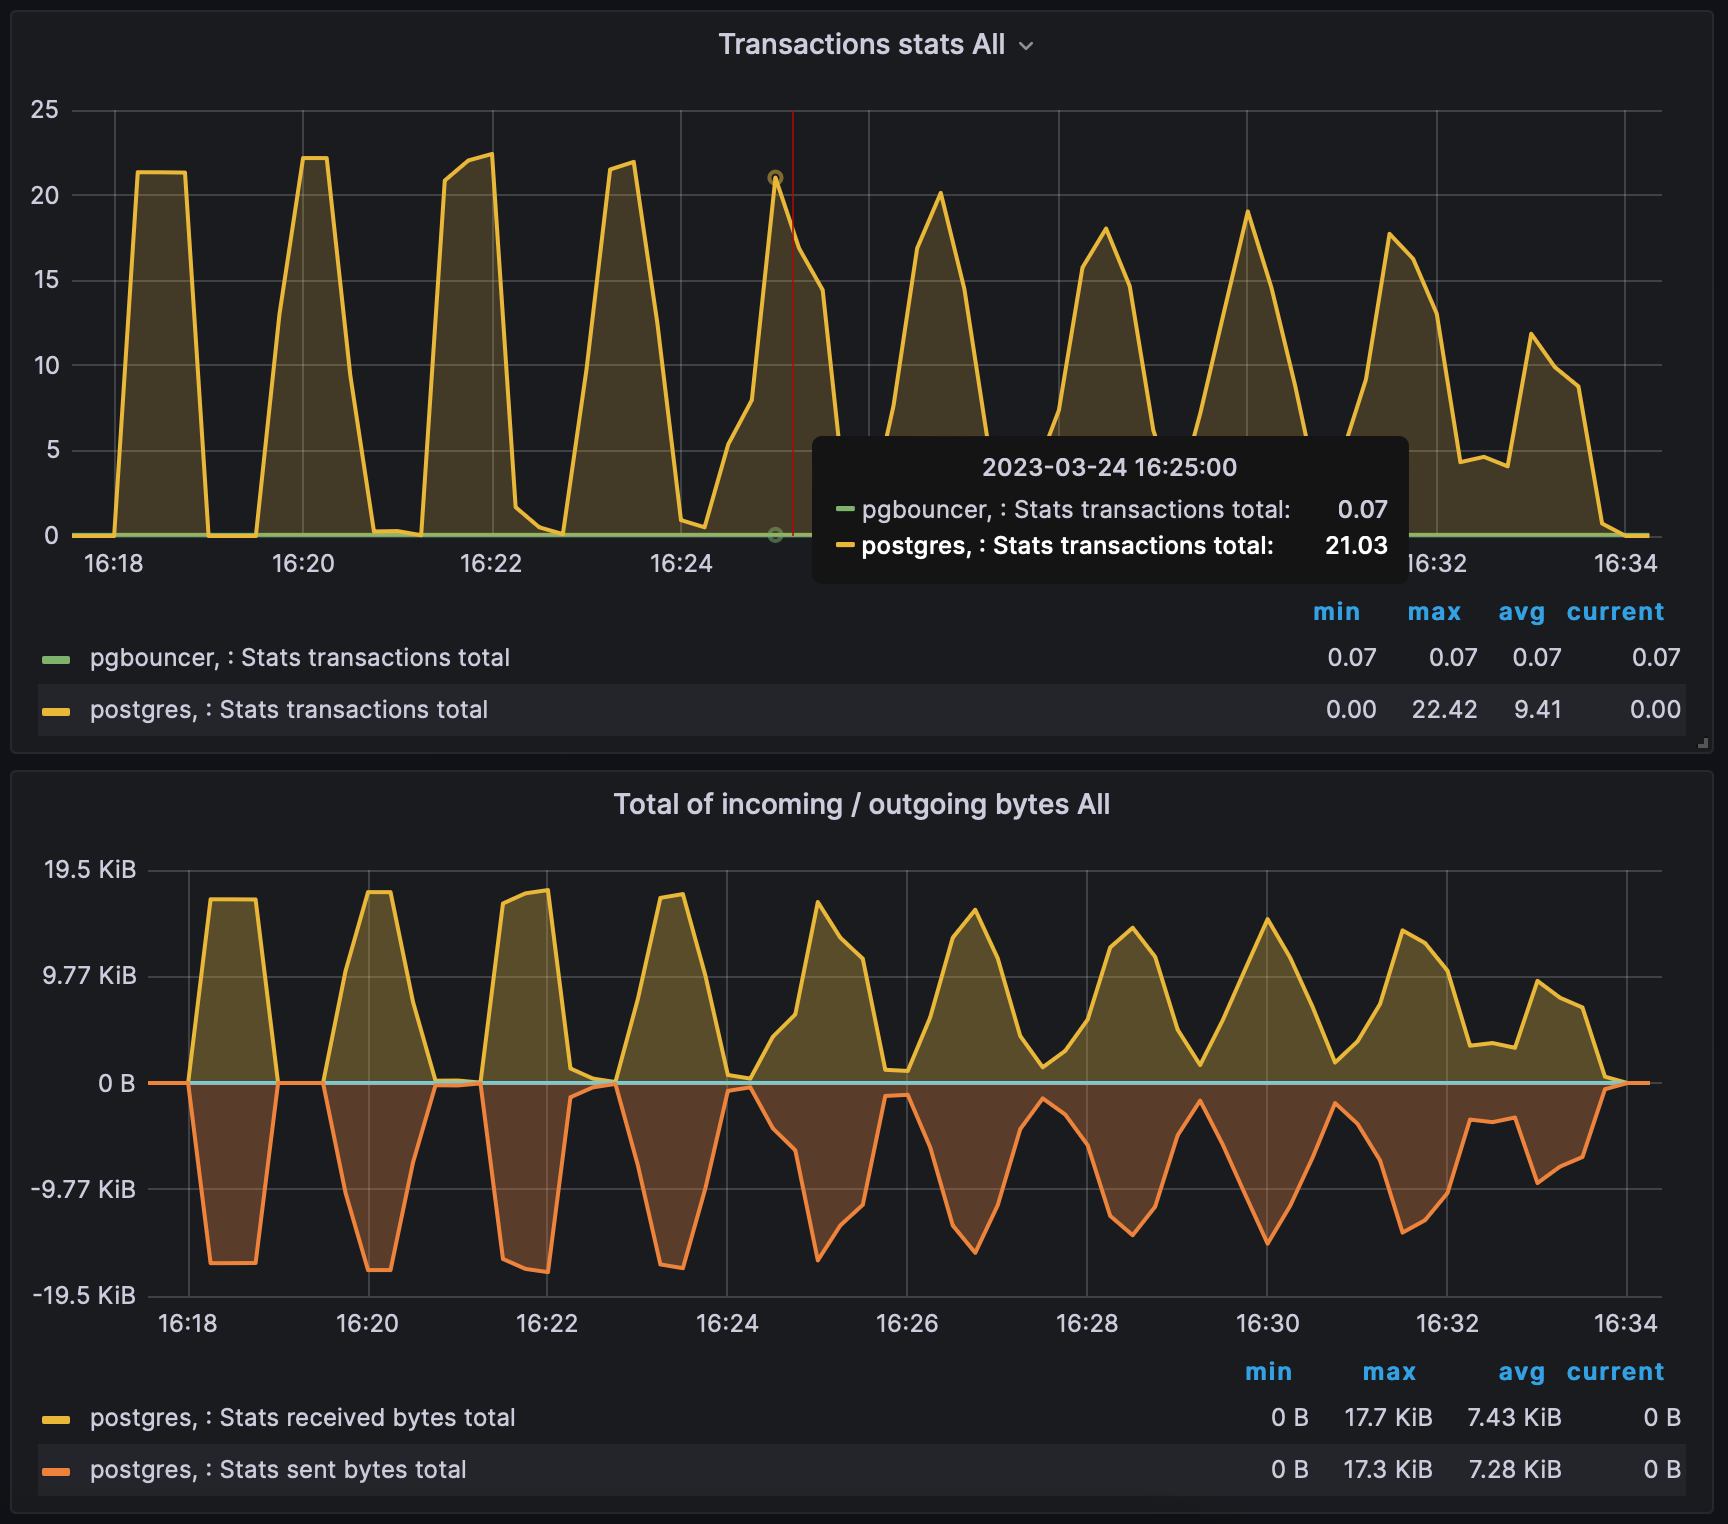 Transactions stats All
25
20
15
10
5
0
16:18 16:20 16:22 16:24 16:32 16:34
2023-03-24 16:25:00
pgbouncer, : Stats transactions total: 0.07
postgres, : Stats transactions total: 21.03
min max avg current
pgbouncer, : Stats transactions total 0.07 0.07 0.07 0.07
postgres, : Stats transactions total 0.00 22.42 9.41 0.00
Total of incoming / outgoing bytes All
19.5 KiB
9.77 KiB
0 B
-9.77 KiB
-19.5 KiB
16:18 16:20 16:22 16:24 16:26 16:28 16:30 16:32 16:34
min max avg current
postgres, : Stats received bytes total 0 B 17.7 KiB 7.43 KiB 0 B
postgres, : Stats sent bytes total 0 B 17.3 KiB 7.28 KiB 0 B